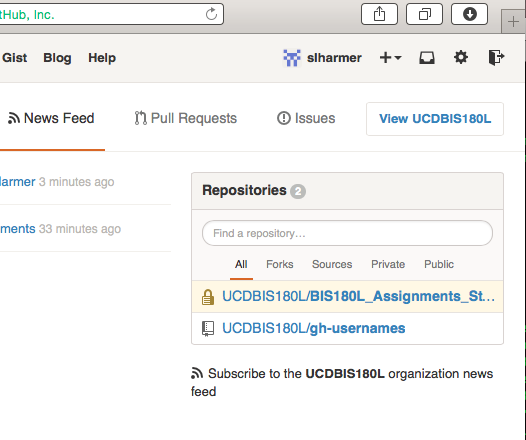 tHub, Inc.
Gist Blog Help slharmer
News Feed Pull Requests Issues View UCDBIS180L
armer 3 minutes ago
ments 33 minutes ago
Repositories 2
Find a repository…
All Forks Sources Private Public
UCDBIS180L/BIS180L_Assignments_St…
UCDBIS180L/gh-usernames
Subscribe to the UCDBIS180L organization news
feed